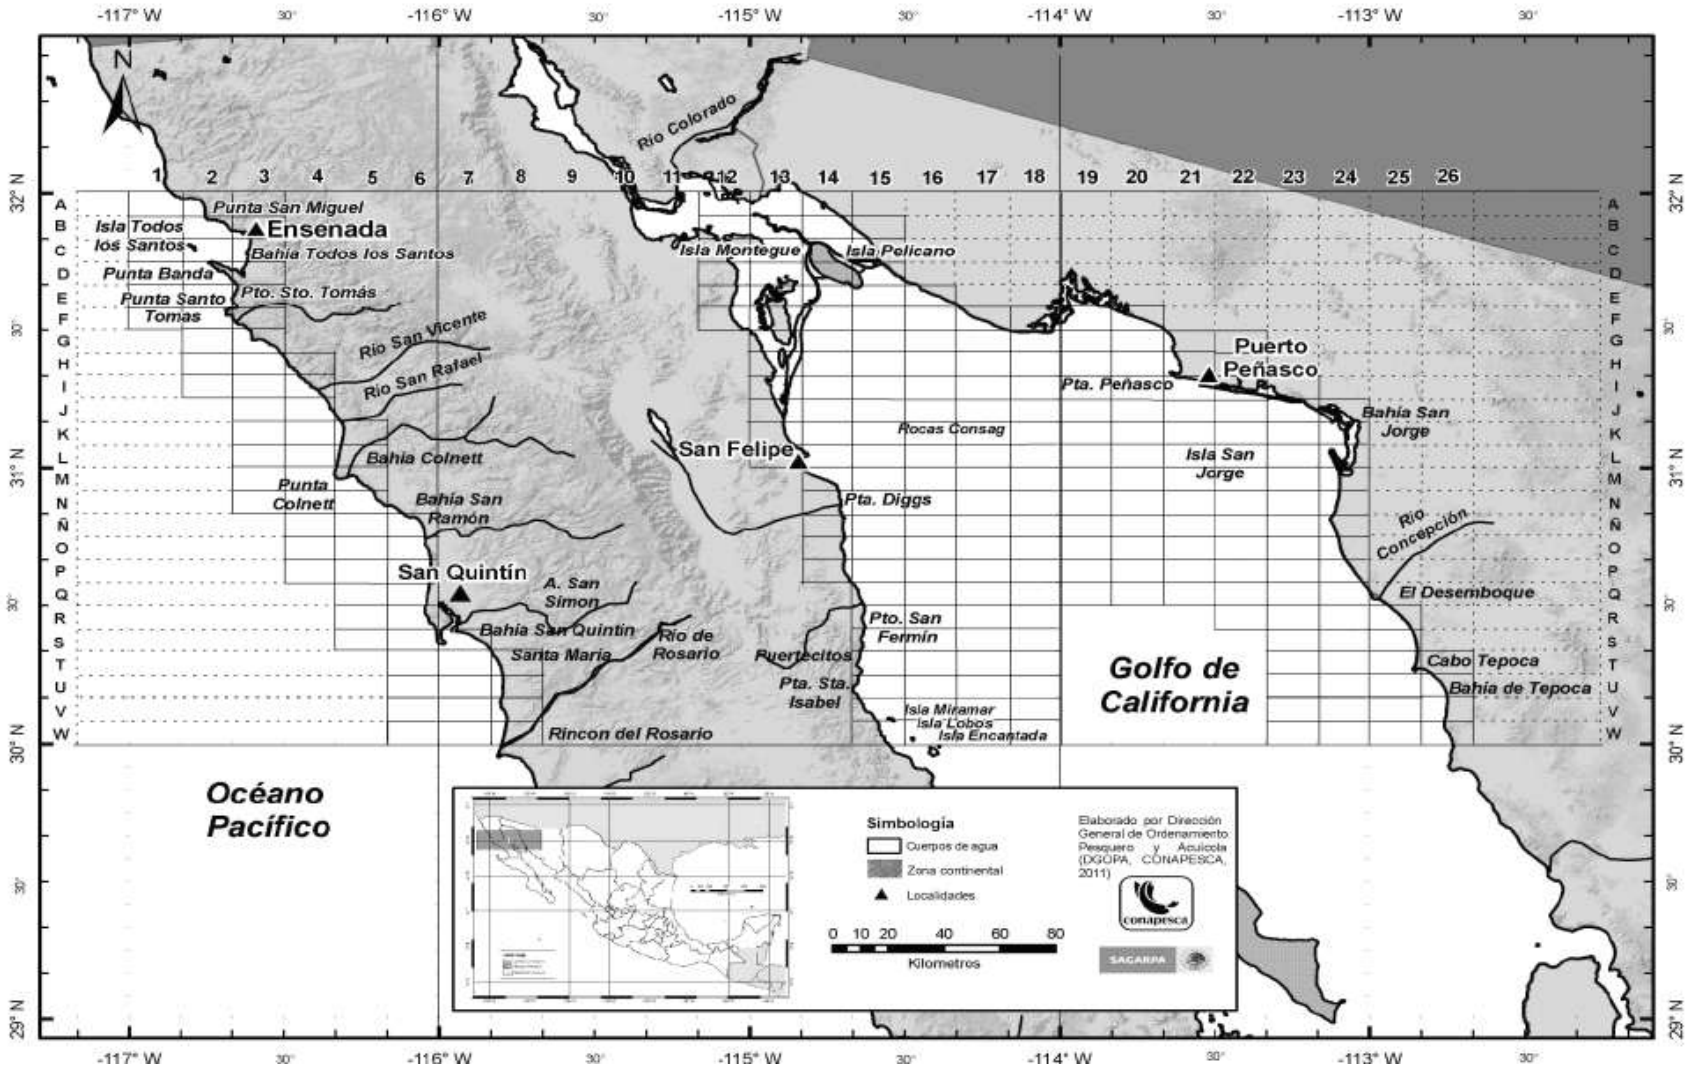 -117° W 30' -116° W 30' -115° W 30' -114° W 30' -113° W 30'
N
Río Colorado
1 2 3 4 5 6 7 8 9 10 11 12 13 14 15 16 17 18 19 20 21 22 23 24 25 26
32° N
30'
31° N
30'
30° N
30'
29° N
A
B
C
D
E
F
G
H
I
J
K
L
M
N
Ñ
O
P
Q
R
S
T
U
V
W
Punta San Miguel
Isla Todos
los Santos
Ensenada
Bahía Todos los Santos
Punta Banda
Pto. Sto. Tomás
Punta Santo
Tomas
Río San Vicente
Rio San Rafael
Bahia Colnett
Punta
Colnett
Bahía San
Ramón
San Quintín
A. San
Simon
Bahía San Quintín
Santa María
Río de
Rosario
Rincon del Rosario
Isla Montegue
Isla Pelicano
San Felipe
Rocas Consag
Pta. Diggs
Pto. San
Fermín
Puertecitos
Pta. Sta.
Isabel
Isla Miramar
Isla Lobos
Isla Encantada
Puerto
Peñasco
Pta. Peñasco
Bahía San
Jorge
Isla San
Jorge
Río
Concepción
El Desemboque
Cabo Tepoca
Bahía de Tepoca
Golfo de
California
Océano
Pacífico
A
B
C
D
E
F
G
H
I
J
K
L
M
N
Ñ
O
P
Q
R
S
T
U
V
W
32° N
30'
31° N
30'
30° N
30'
29° N
Simbología
Cuerpos de agua
Zona continental
Localidades
0 10 20 40 60 80
Kilometros
Elaborado por Dirección
General de Ordenamiento
Pesquero y Acuícola
(DGOPA, CONAPESCA,
2011)
conapesca
SAGARPA
-117° W 30' -116° W 30' -115° W 30' -114° W 30' -113° W 30'